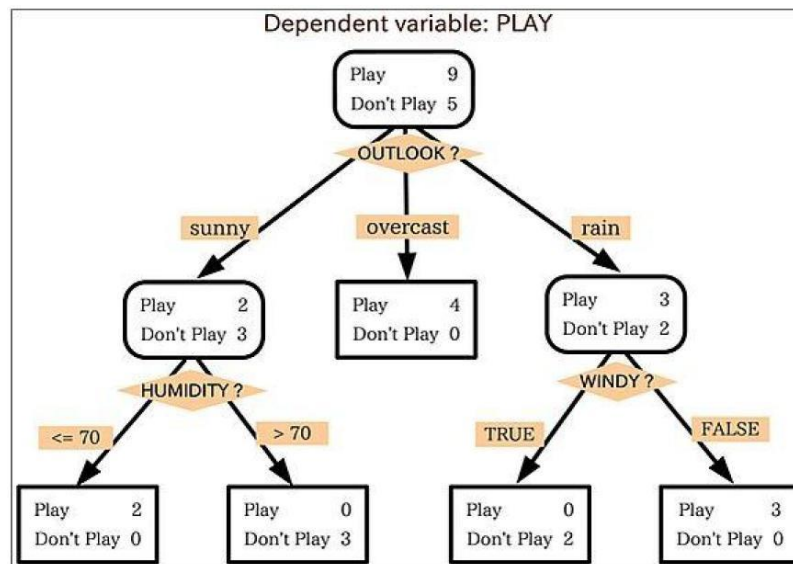 Dependent variable: PLAY
Play 9
Don't Play 5
OUTLOOK ?
sunny
overcast
rain
Play 2
Don't Play 3
Play 4
Don't Play 0
Play 3
Don't Play 2
HUMIDITY ?
WINDY ?
<= 70
> 70
TRUE
FALSE
Play 2
Don't Play 0
Play 0
Don't Play 3
Play 0
Don't Play 2
Play 3
Don't Play 0